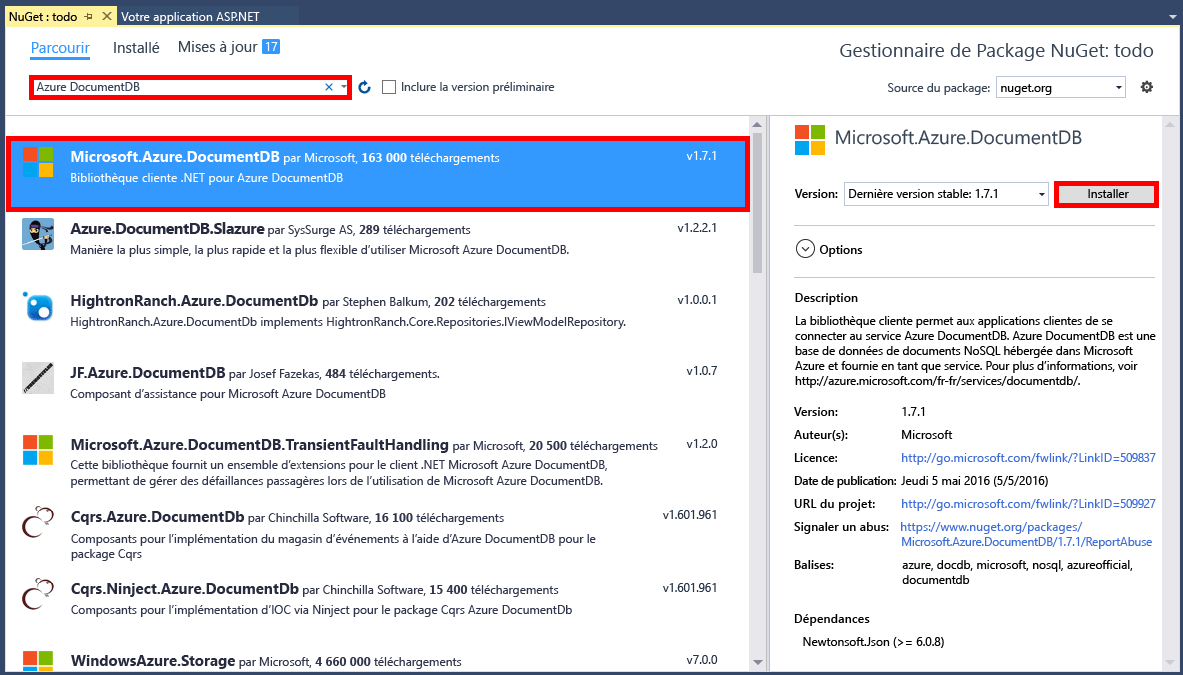 NuGet : todo
Votre application ASP.NET
Parcourir Installé Mises à jour 17
Gestionnaire de Package NuGet: todo
Azure DocumentDB
Inclure la version préliminaire
Source du package: nuget.org
Microsoft.Azure.DocumentDB par Microsoft, 163 000 téléchargements v1.7.1
Bibliothèque cliente .NET pour Azure DocumentDB
Azure.DocumentDB.Slazure par SysSurge AS, 289 téléchargements v1.2.2.1
Manière la plus simple, la plus rapide et la plus flexible d'utiliser Microsoft Azure DocumentDB.
HightronRanch.Azure.DocumentDb par Stephen Balkum, 202 téléchargements v1.0.0.1
HightronRanch.Azure.DocumentDb implements HightronRanch.Core.Repositories.IViewModelRepository.
JF.Azure.DocumentDB par Josef Fazekas, 484 téléchargements. v1.0.7
Composant d'assistance pour Microsoft Azure DocumentDB
Microsoft.Azure.DocumentDB.TransientFaultHandling par Microsoft, 20 500 téléchargements v1.2.0
Cette bibliothèque fournit un ensemble d'extensions pour le client .NET Microsoft Azure DocumentDB,
permettant de gérer des défaillances passagères lors de l'utilisation de Microsoft Azure DocumentDB.
Cqrs.Azure.DocumentDb par Chinchilla Software, 16 100 téléchargements v1.601.961
Composants pour l'implémentation du magasin d'événements à l'aide d'Azure DocumentDB pour le
package Cqrs
Cqrs.Ninject.Azure.DocumentDb par Chinchilla Software, 15 400 téléchargements v1.601.961
Composants pour l'implémentation d'IOC via Ninject pour le package Cqrs Azure DocumentDb
WindowsAzure.Storage par Microsoft, 4 660 000 téléchargements v7.0.0
Microsoft.Azure.DocumentDB
Version: Dernière version stable: 1.7.1 Installer
Options
Description
La bibliothèque cliente permet aux applications clientes de se
connecter au service Azure DocumentDB. Azure DocumentDB est une
base de données de documents NoSQL hébergée dans Microsoft
Azure et fournie en tant que service. Pour plus d'informations, voir
http://azure.microsoft.com/fr-fr/services/documentdb/.
Version: 1.7.1
Auteur(s): Microsoft
Licence: http://go.microsoft.com/fwlink/?LinkID=509837
Date de publication: Jeudi 5 mai 2016 (5/5/2016)
URL du projet: http://go.microsoft.com/fwlink/?LinkID=509927
Signaler un abus: https://www.nuget.org/packages/
Microsoft.Azure.DocumentDB/1.7.1/ReportAbuse
Balises: azure, docdb, microsoft, nosql, azureofficial,
documentdb
Dépendances
Newtonsoft.Json (>= 6.0.8)